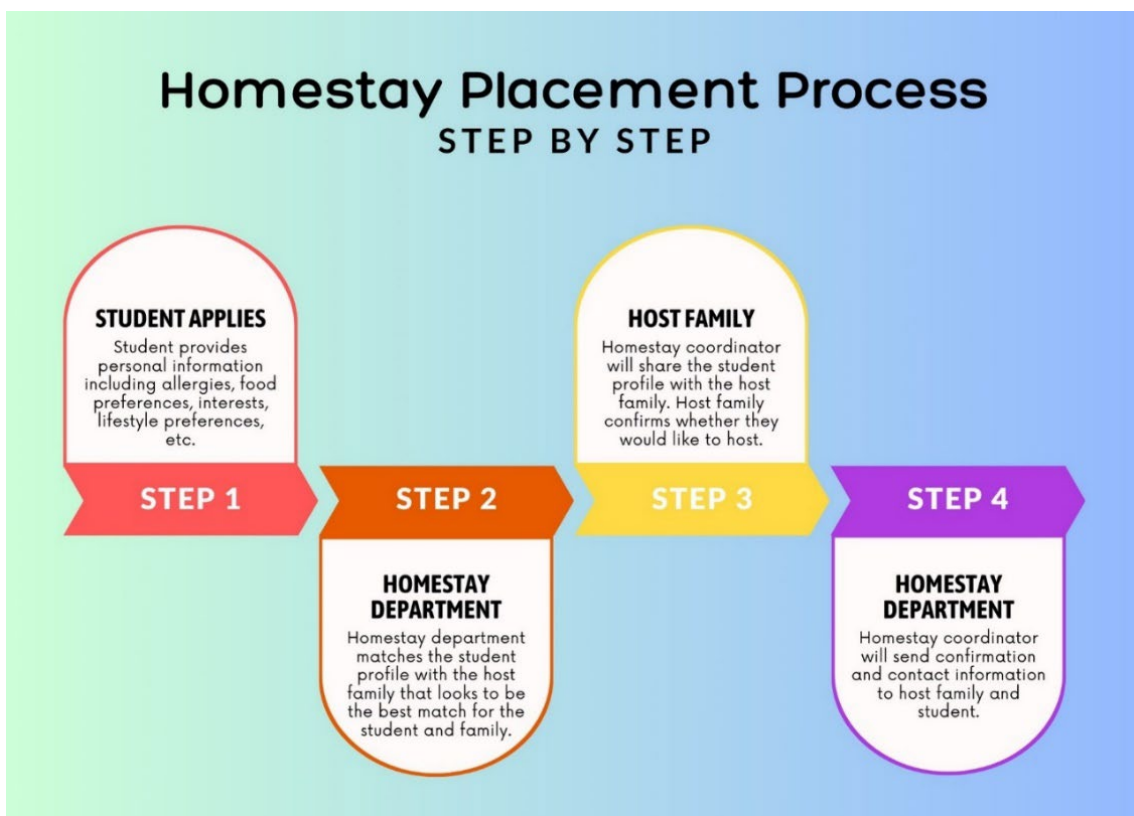 Homestay Placement Process
STEP BY STEP
STUDENT APPLIES
Student provides
personal information
including allergies, food
preferences, interests,
lifestyle preferences,
etc.
STEP 1
STEP 2
HOMESTAY
DEPARTMENT
Homestay department
matches the student
profile with the host
family that looks to be
the best match for the
student and family.
HOST FAMILY
Homestay coordinator
will share the student
profile with the host
family. Host family
confirms whether they
would like to host.
STEP 3
STEP 4
HOMESTAY
DEPARTMENT
Homestay coordinator
will send confirmation
and contact information
to host family and
student.